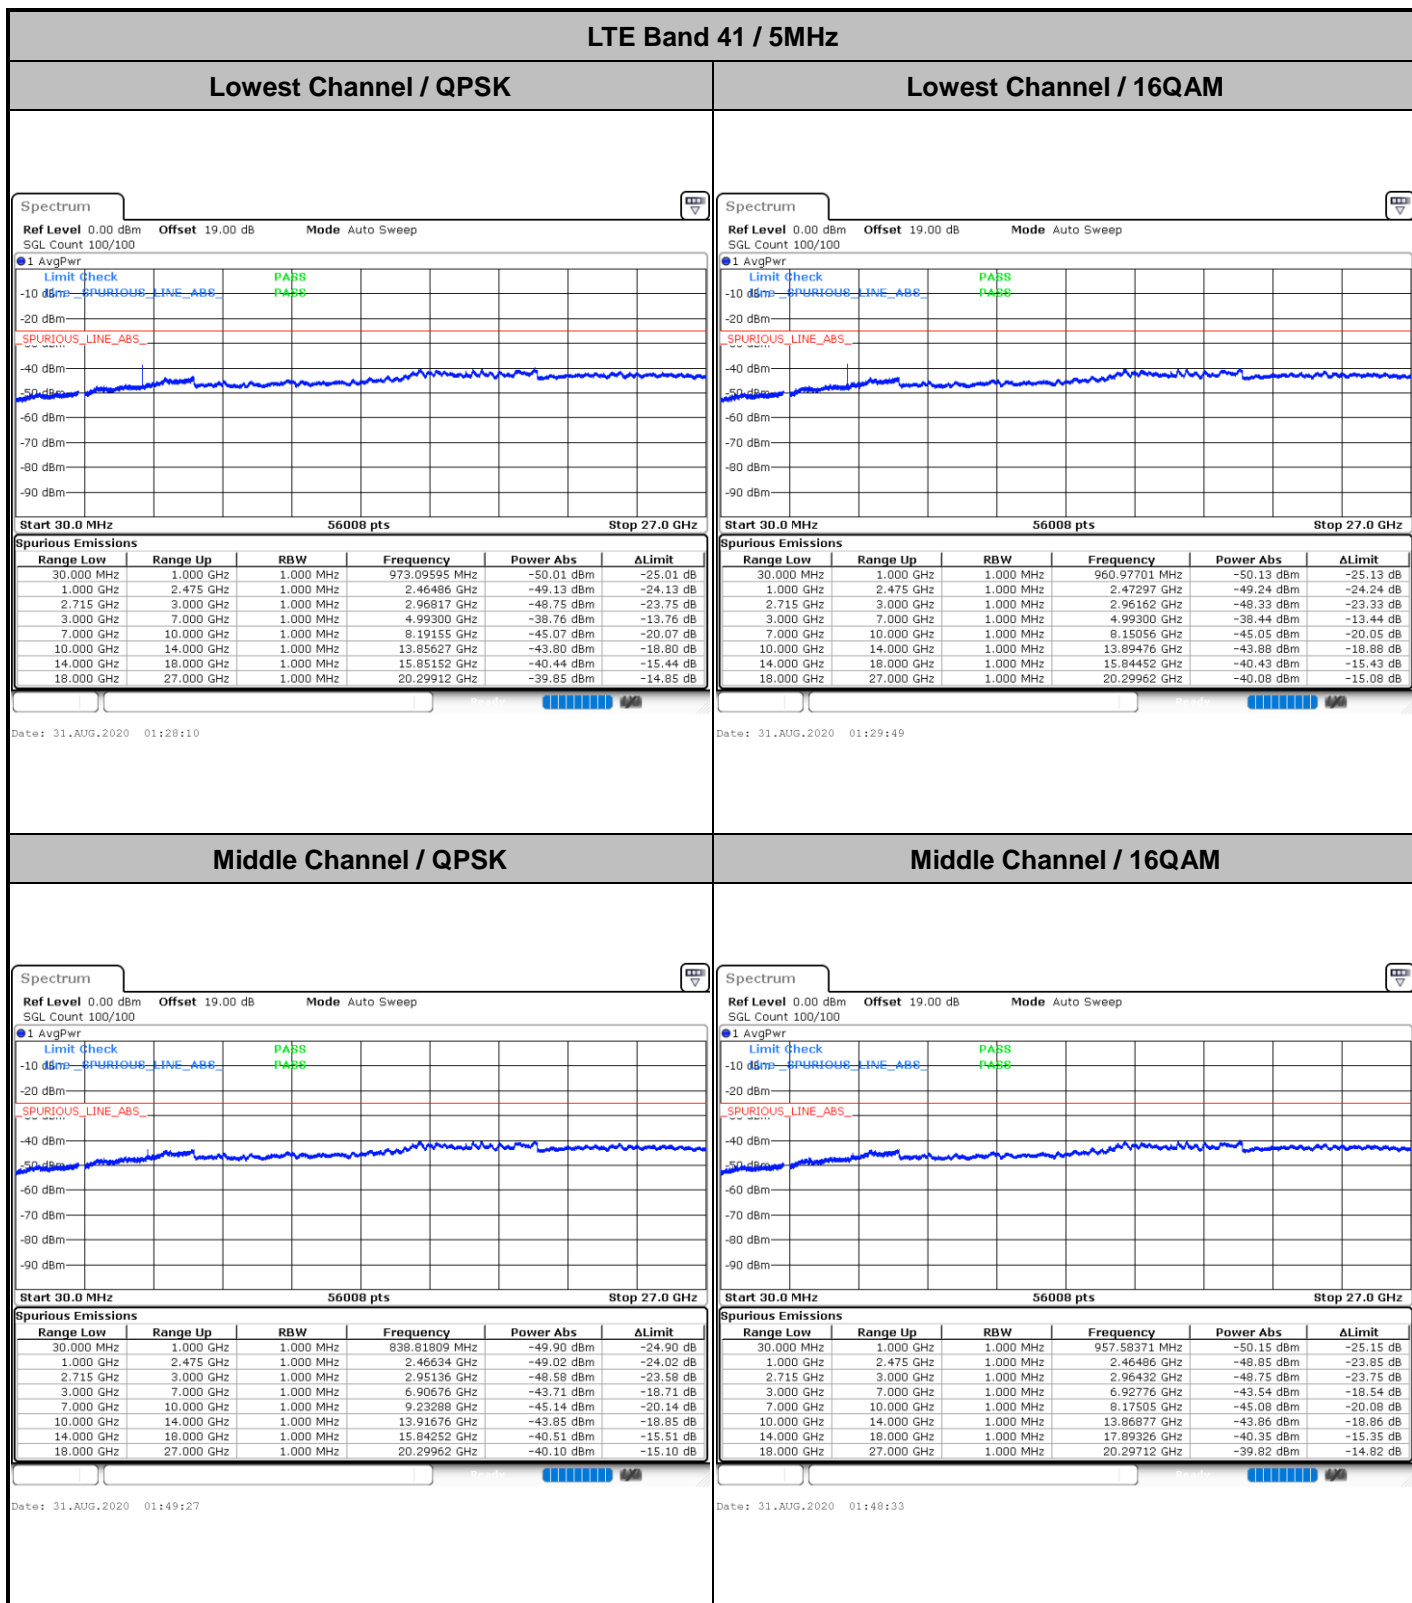 LTE Band 41 / 5MHz
Lowest Channel / QPSK
Lowest Channel / 16QAM
Spectrum
Ref Level 0.00 dBm Offset 19.00 dB Mode Auto Sweep
SGL Count 100/100
1 AvgPwr
Limit Check PASS
-10 dBm Line _SPURIOUS_LINE_ABS_ PASS
-20 dBm
_SPURIOUS_LINE_ABS_
-40 dBm
-50 dBm
-60 dBm
-70 dBm
-80 dBm
-90 dBm
Start 30.0 MHz 56008 pts Stop 27.0 GHz
Spurious Emissions
Range Low Range Up RBW Frequency Power Abs ΔLimit
30.000 MHz 1.000 GHz 1.000 MHz 973.09595 MHz -50.01 dBm -25.01 dB
1.000 GHz 2.475 GHz 1.000 MHz 2.46486 GHz -49.13 dBm -24.13 dB
2.715 GHz 3.000 GHz 1.000 MHz 2.96817 GHz -48.75 dBm -23.75 dB
3.000 GHz 7.000 GHz 1.000 MHz 4.99300 GHz -38.76 dBm -13.76 dB
7.000 GHz 10.000 GHz 1.000 MHz 8.19155 GHz -45.07 dBm -20.07 dB
10.000 GHz 14.000 GHz 1.000 MHz 13.85627 GHz -43.80 dBm -18.80 dB
14.000 GHz 18.000 GHz 1.000 MHz 15.85152 GHz -40.44 dBm -15.44 dB
18.000 GHz 27.000 GHz 1.000 MHz 20.29912 GHz -39.85 dBm -14.85 dB
Ready
Date: 31.AUG.2020 01:28:10
Spectrum
Ref Level 0.00 dBm Offset 19.00 dB Mode Auto Sweep
SGL Count 100/100
1 AvgPwr
Limit Check PASS
-10 dBm Line _SPURIOUS_LINE_ABS_ PASS
-20 dBm
_SPURIOUS_LINE_ABS_
-40 dBm
-50 dBm
-60 dBm
-70 dBm
-80 dBm
-90 dBm
Start 30.0 MHz 56008 pts Stop 27.0 GHz
Spurious Emissions
Range Low Range Up RBW Frequency Power Abs ΔLimit
30.000 MHz 1.000 GHz 1.000 MHz 960.97701 MHz -50.13 dBm -25.13 dB
1.000 GHz 2.475 GHz 1.000 MHz 2.47297 GHz -49.24 dBm -24.24 dB
2.715 GHz 3.000 GHz 1.000 MHz 2.96162 GHz -48.33 dBm -23.33 dB
3.000 GHz 7.000 GHz 1.000 MHz 4.99300 GHz -38.44 dBm -13.44 dB
7.000 GHz 10.000 GHz 1.000 MHz 8.15056 GHz -45.05 dBm -20.05 dB
10.000 GHz 14.000 GHz 1.000 MHz 13.89476 GHz -43.88 dBm -18.88 dB
14.000 GHz 18.000 GHz 1.000 MHz 15.84452 GHz -40.43 dBm -15.43 dB
18.000 GHz 27.000 GHz 1.000 MHz 20.29962 GHz -40.08 dBm -15.08 dB
Ready
Date: 31.AUG.2020 01:29:49
Middle Channel / QPSK
Middle Channel / 16QAM
Spectrum
Ref Level 0.00 dBm Offset 19.00 dB Mode Auto Sweep
SGL Count 100/100
1 AvgPwr
Limit Check PASS
-10 dBm Line _SPURIOUS_LINE_ABS_ PASS
-20 dBm
_SPURIOUS_LINE_ABS_
-40 dBm
-50 dBm
-60 dBm
-70 dBm
-80 dBm
-90 dBm
Start 30.0 MHz 56008 pts Stop 27.0 GHz
Spurious Emissions
Range Low Range Up RBW Frequency Power Abs ΔLimit
30.000 MHz 1.000 GHz 1.000 MHz 838.81809 MHz -49.90 dBm -24.90 dB
1.000 GHz 2.475 GHz 1.000 MHz 2.46634 GHz -49.02 dBm -24.02 dB
2.715 GHz 3.000 GHz 1.000 MHz 2.95136 GHz -48.58 dBm -23.58 dB
3.000 GHz 7.000 GHz 1.000 MHz 6.90676 GHz -43.71 dBm -18.71 dB
7.000 GHz 10.000 GHz 1.000 MHz 9.23288 GHz -45.14 dBm -20.14 dB
10.000 GHz 14.000 GHz 1.000 MHz 13.91676 GHz -43.85 dBm -18.85 dB
14.000 GHz 18.000 GHz 1.000 MHz 15.84252 GHz -40.51 dBm -15.51 dB
18.000 GHz 27.000 GHz 1.000 MHz 20.29962 GHz -40.10 dBm -15.10 dB
Ready
Date: 31.AUG.2020 01:49:27
Spectrum
Ref Level 0.00 dBm Offset 19.00 dB Mode Auto Sweep
SGL Count 100/100
1 AvgPwr
Limit Check PASS
-10 dBm Line _SPURIOUS_LINE_ABS_ PASS
-20 dBm
_SPURIOUS_LINE_ABS_
-40 dBm
-50 dBm
-60 dBm
-70 dBm
-80 dBm
-90 dBm
Start 30.0 MHz 56008 pts Stop 27.0 GHz
Spurious Emissions
Range Low Range Up RBW Frequency Power Abs ΔLimit
30.000 MHz 1.000 GHz 1.000 MHz 957.58371 MHz -50.15 dBm -25.15 dB
1.000 GHz 2.475 GHz 1.000 MHz 2.46486 GHz -48.85 dBm -23.85 dB
2.715 GHz 3.000 GHz 1.000 MHz 2.96432 GHz -48.75 dBm -23.75 dB
3.000 GHz 7.000 GHz 1.000 MHz 6.92776 GHz -43.54 dBm -18.54 dB
7.000 GHz 10.000 GHz 1.000 MHz 8.17505 GHz -45.08 dBm -20.08 dB
10.000 GHz 14.000 GHz 1.000 MHz 13.86877 GHz -43.86 dBm -18.86 dB
14.000 GHz 18.000 GHz 1.000 MHz 17.89326 GHz -40.35 dBm -15.35 dB
18.000 GHz 27.000 GHz 1.000 MHz 20.29712 GHz -39.82 dBm -14.82 dB
Ready
Date: 31.AUG.2020 01:48:33